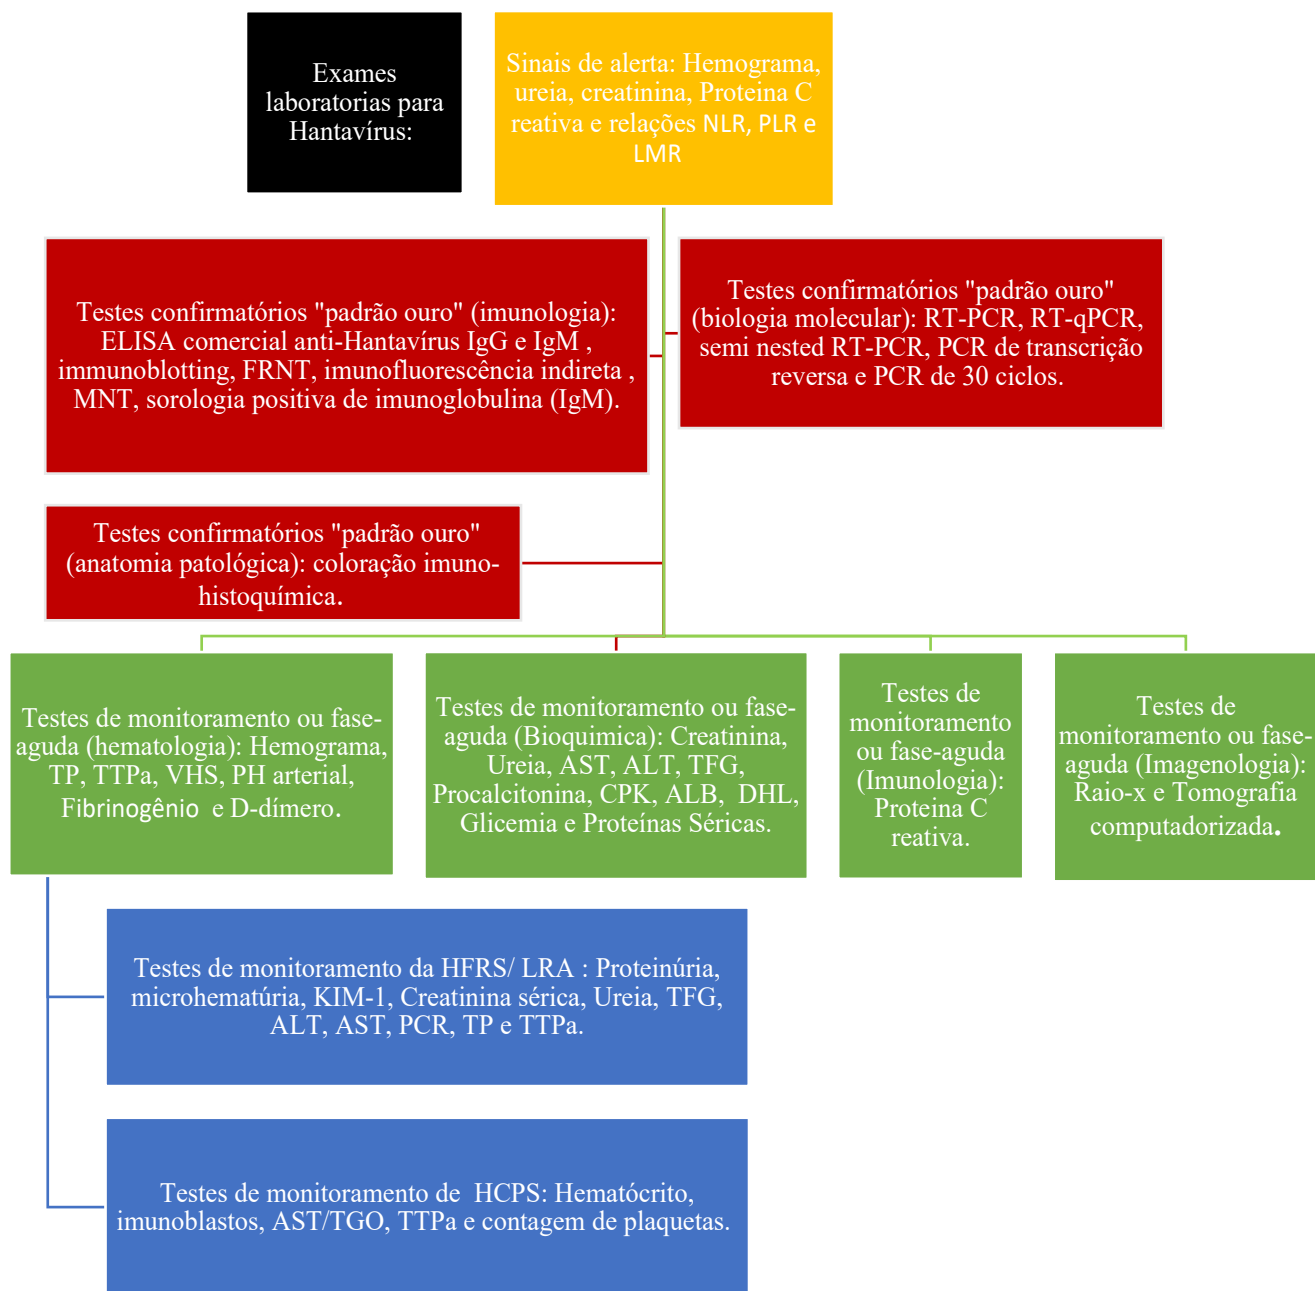 Exames
laboratorias para
Hantavírus:
Sinais de alerta: Hemograma,
ureia, creatinina, Proteina C
reativa e relações NLR, PLR e
LMR
Testes confirmatórios "padrão ouro" (imunologia):
ELISA comercial anti-Hantavírus IgG e IgM ,
immunoblotting, FRNT, imunofluorescência indireta ,
MNT, sorologia positiva de imunoglobulina (IgM).
Testes confirmatórios "padrão ouro"
(biologia molecular): RT-PCR, RT-qPCR,
semi nested RT-PCR, PCR de transcrição
reversa e PCR de 30 ciclos.
Testes confirmatórios "padrão ouro"
(anatomia patológica): coloração imuno-
histoquímica.
Testes de monitoramento ou fase-
aguda (hematologia): Hemograma,
TP, TTPa, VHS, PH arterial,
Fibrinogênio e D-dímero.
Testes de monitoramento ou fase-
aguda (Bioquimica): Creatinina,
Ureia, AST, ALT, TFG,
Procalcitonina, CPK, ALB, DHL,
Glicemia e Proteínas Séricas.
Testes de
monitoramento
ou fase-aguda
(Imunologia):
Proteina C
reativa.
Testes de
monitoramento ou fase-
aguda (Imagenologia):
Raio-x e Tomografia
computadorizada.
Testes de monitoramento da HFRS/ LRA : Proteinúria,
microhematúria, KIM-1, Creatinina sérica, Ureia, TFG,
ALT, AST, PCR, TP e TTPa.
Testes de monitoramento de HCPS: Hematócrito,
imunoblastos, AST/TGO, TTPa e contagem de plaquetas.